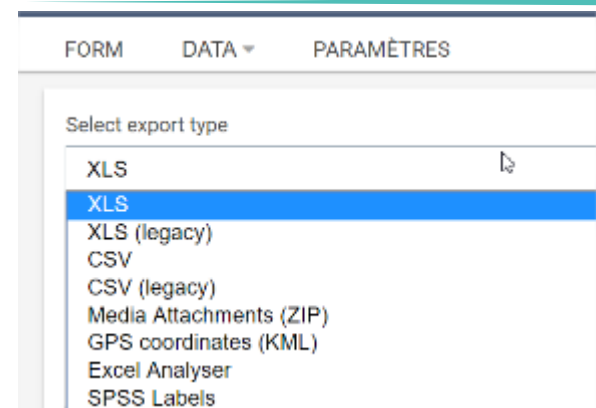 FORM DATA PARAMÈTRES
Select export type
XLS
XLS
XLS (legacy)
CSV
CSV (legacy)
Media Attachments (ZIP)
GPS coordinates (KML)
Excel Analyser
SPSS Labels